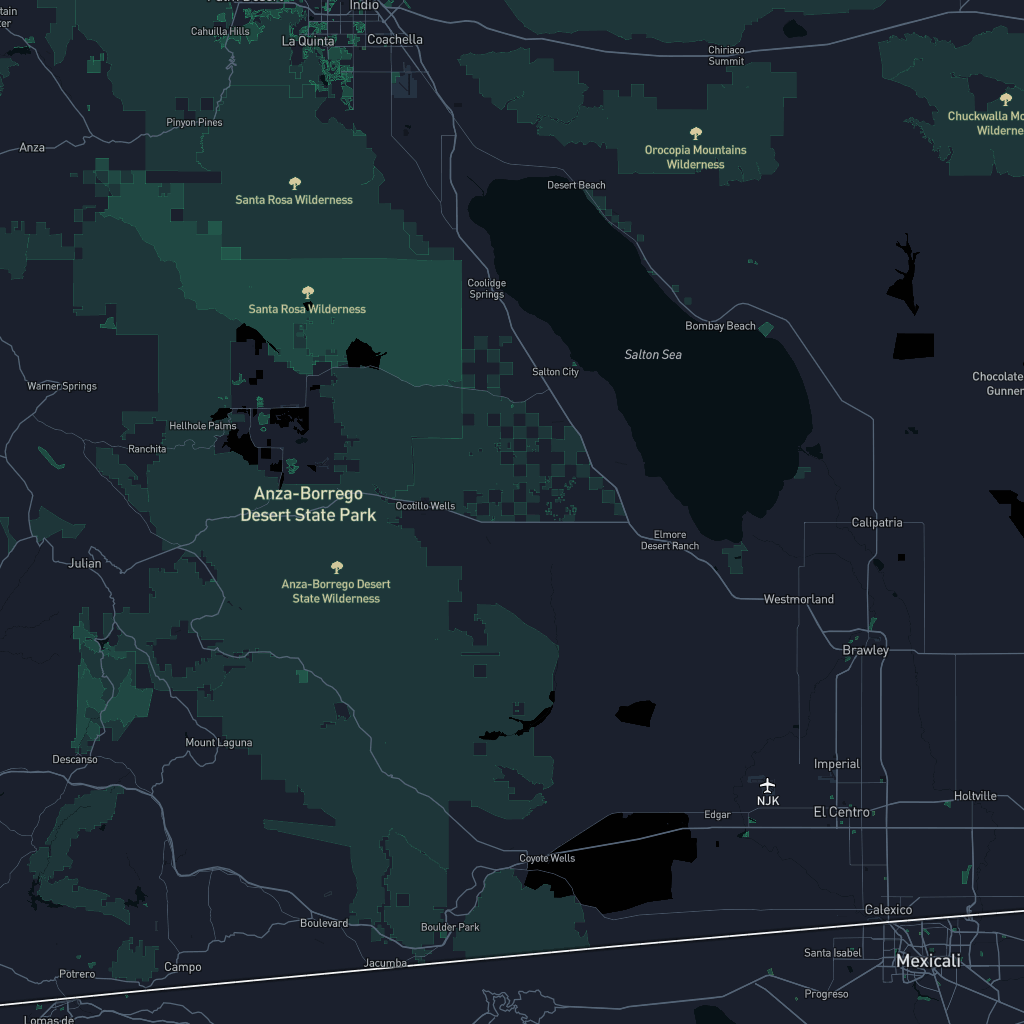 Indio
Cahuilla Hills
La Quinta
Coachella
Chiriaco
Summit
Pinyon Pines
Anza
Orocopia Mountains
Wilderness
Santa Rosa Wilderness
Desert Beach
Coolidge
Springs
Santa Rosa Wilderness
Bombay Beach
Salton Sea
Salton City
Warner Springs
Chocolate
Gunner
Hellhole Palms
Ranchita
Anza-Borrego
Desert State Park
Ocotillo Wells
Calipatria
Elmore
Desert Ranch
Julian
Anza-Borrego Desert
State Wilderness
Westmorland
Brawley
Mount Laguna
Descanso
Imperial
NJK
Holtville
Edgar
El Centro
Coyote Wells
Calexico
Boulevard
Boulder Park
Santa Isabel
Mexicali
Jacumba
Campo
Potrero
Progreso
Lomas de